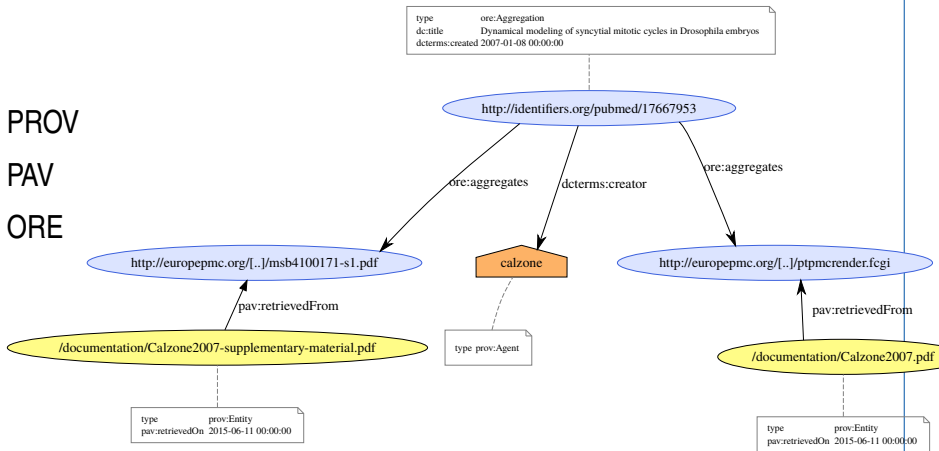 type ore:Aggregation
dc:title Dynamical modeling of syncytial mitotic cycles in Drosophila embryos
dcterms:created 2007-01-08 00:00:00
http://identifiers.org/pubmed/17667953
PROV
PAV
ORE
ore:aggregates
dcterms:creator
ore:aggregates
http://europepmc.org/[..]/msb4100171-s1.pdf
calzone
http://europepmc.org/[..]/ptpmcrender.fcgi
pav:retrievedFrom
pav:retrievedFrom
/documentation/Calzone2007-supplementary-material.pdf
type prov:Agent
/documentation/Calzone2007.pdf
type prov:Entity
pav:retrievedOn 2015-06-11 00:00:00
type prov:Entity
pav:retrievedOn 2015-06-11 00:00:00